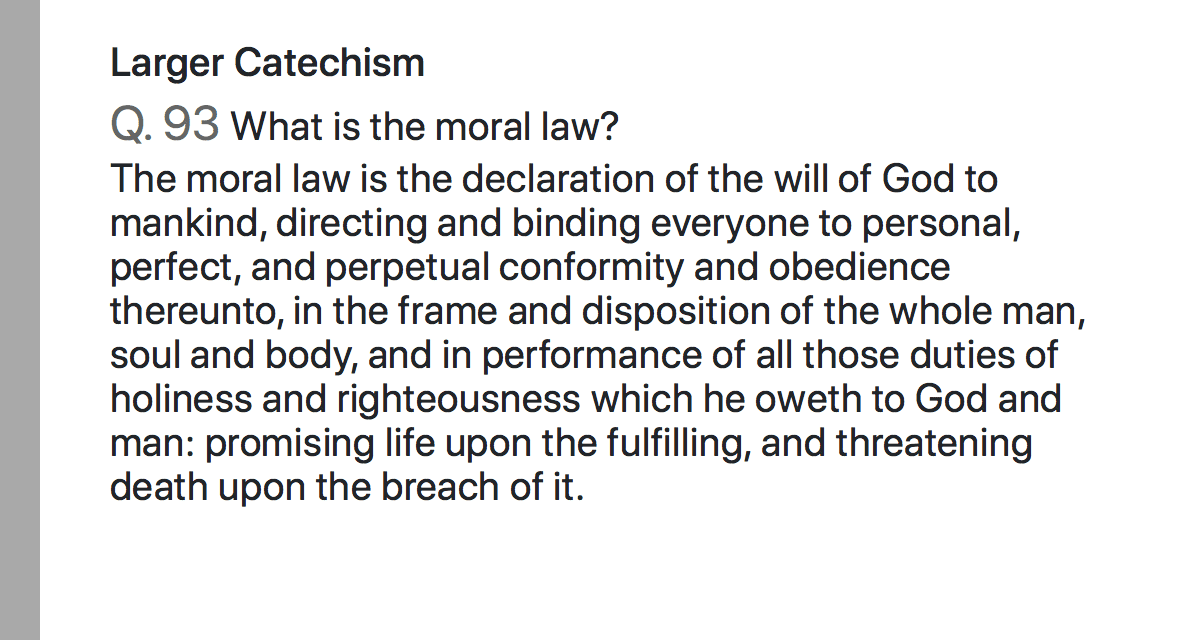 Larger Catechism
Q. 93 What is the moral law?
The moral law is the declaration of the will of God to
mankind, directing and binding everyone to personal,
perfect, and perpetual conformity and obedience
thereunto, in the frame and disposition of the whole man,
soul and body, and in performance of all those duties of
holiness and righteousness which he oweth to God and
man: promising life upon the fulfilling, and threatening
death upon the breach of it.